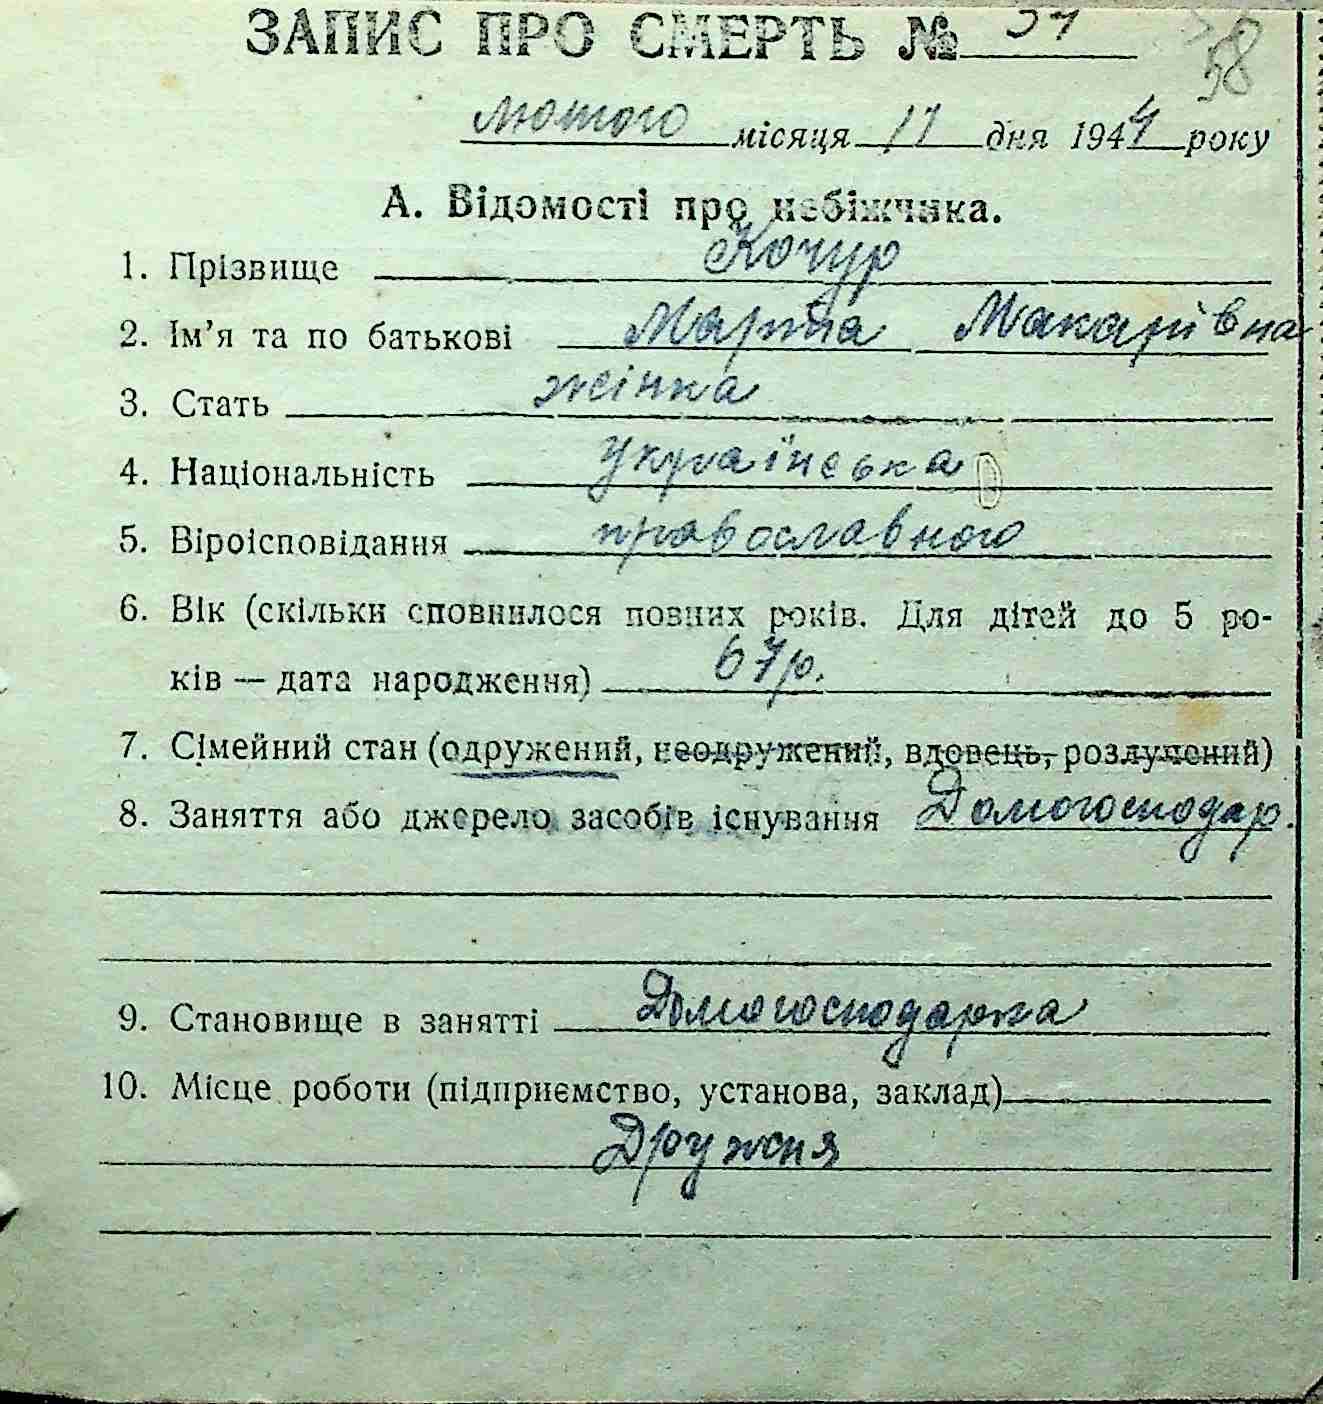 ЗАПИС ПРО СМЕРТЬ №
58
лютого місяця 11 дня 1944 року
А. Відомості про небіжчика.
1. Прізвище Кочур
2. Ім'я та по батькові Марта Макарівна
3. Стать жінка
4. Національність українська
5. Віроісповідання православного
6. Вік (скільки сповнилося повних років. Для дітей до 5 ро-
ків — дата народження) 67 р.
7. Сімейний стан (одружений, неодружений, вдовець, розлучений)
8. Заняття або джерело засобів існування Домогосподар.
9. Становище в занятті Домогосподарка
10. Місце роботи (підприємство, установа, заклад)
Дружня